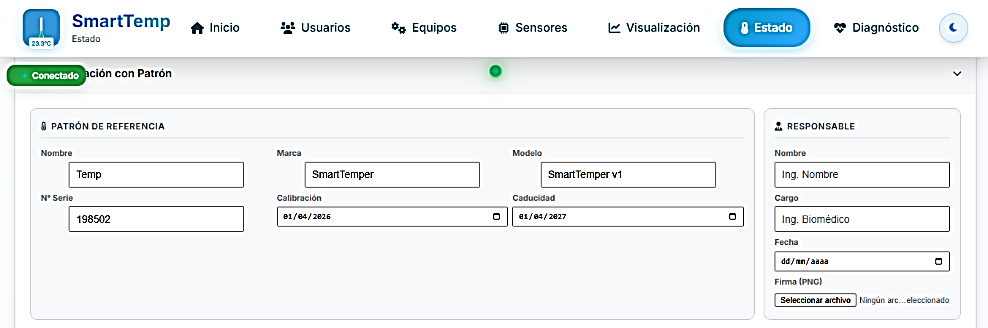 SmartTemp
Estado
23.3°C
Inicio
Usuarios
Equipos
Sensores
Visualización
Estado
Diagnóstico
Conectado
ación con Patrón
PATRÓN DE REFERENCIA
Nombre Marca Modelo
Temp SmartTemper SmartTemper v1
N° Serie Calibración Caducidad
198502 01/04/2026 01/04/2027
RESPONSABLE
Nombre
Ing. Nombre
Cargo
Ing. Biomédico
Fecha
dd/mm/aaaa
Firma (PNG)
Seleccionar archivo Ningún arc...eleccionado